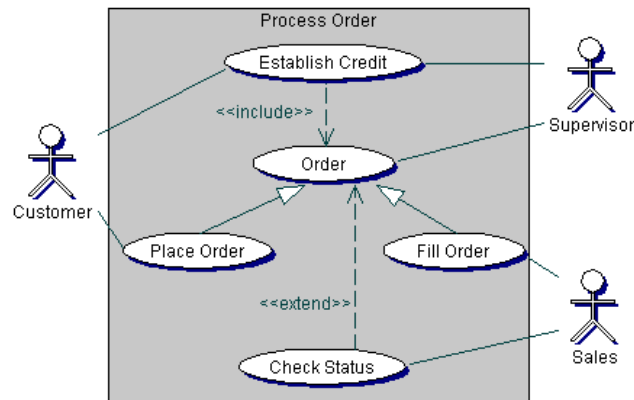 Process Order
Establish Credit
<<include>>
Supervisor
Order
Customer
Place Order
Fill Order
<<extend>>
Check Status
Sales